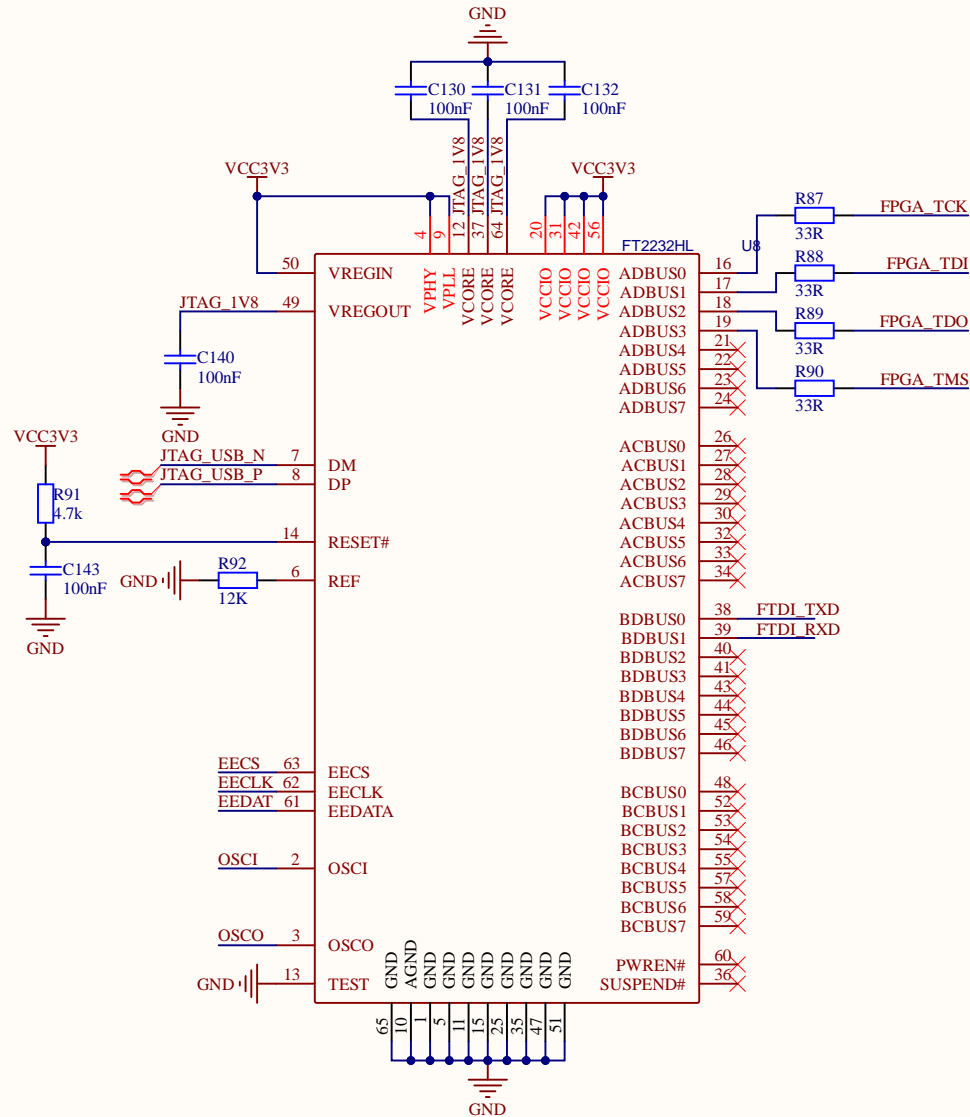 GND
C130
100nF
C131
100nF
C132
100nF
JTAG_1V8
JTAG_1V8
JTAG_1V8
VCC3V3
VCC3V3
4
9
12
37
64
20
31
42
56
FT2232HL
U8
VPHY
VPLL
VCORE
VCORE
VCORE
VCCIO
VCCIO
VCCIO
VCCIO
50 VREGIN
JTAG_1V8 49 VREGOUT
C140
100nF
GND
VCC3V3
JTAG_USB_N 7 DM
JTAG_USB_P 8 DP
R91
4.7k
14 RESET#
C143
100nF
GND
GND R92 6 REF
12K
EECS 63 EECS
EECLK 62 EECLK
EEDAT 61 EEDATA
OSCI 2 OSCI
OSCO 3 OSCO
GND 13 TEST
ADBUS0 16
ADBUS1 17
ADBUS2 18
ADBUS3 19
ADBUS4 21
ADBUS5 22
ADBUS6 23
ADBUS7 24
R87 FPGA_TCK
33R
R88 FPGA_TDI
33R
R89 FPGA_TDO
33R
R90 FPGA_TMS
33R
ACBUS0 26
ACBUS1 27
ACBUS2 28
ACBUS3 29
ACBUS4 30
ACBUS5 32
ACBUS6 33
ACBUS7 34
BDBUS0 38 FTDI_TXD
BDBUS1 39 FTDI_RXD
BDBUS2 40
BDBUS3 41
BDBUS4 43
BDBUS5 44
BDBUS6 45
BDBUS7 46
BCBUS0 48
BCBUS1 52
BCBUS2 53
BCBUS3 54
BCBUS4 55
BCBUS5 57
BCBUS6 58
BCBUS7 59
PWREN# 60
SUSPEND# 36
GND
AGND
GND
GND
GND
GND
GND
GND
GND
GND
65
10
1
5
11
15
25
35
47
51
GND